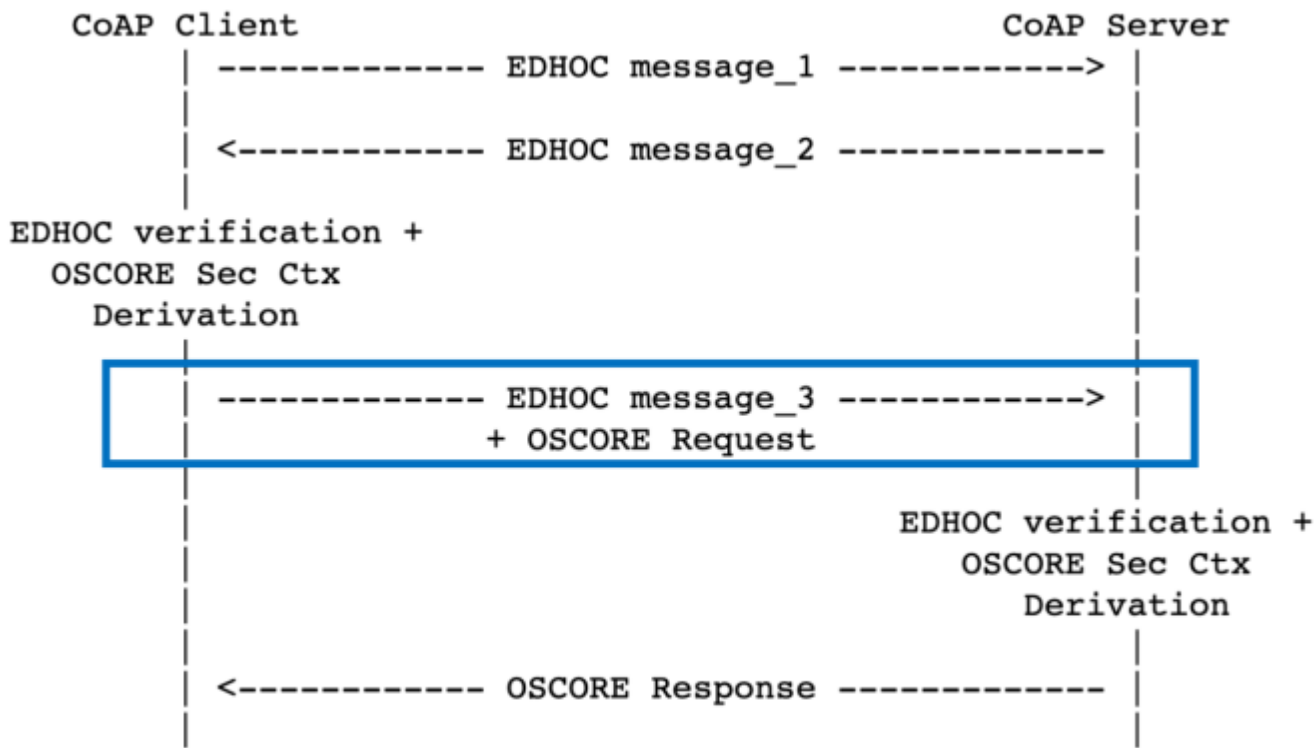 CoAP Client CoAP Server
------------- EDHOC message_1 ------------>
<------------ EDHOC message_2 -------------
EDHOC verification +
OSCORE Sec Ctx
Derivation
------------- EDHOC message_3 ------------>
+ OSCORE Request
EDHOC verification +
OSCORE Sec Ctx
Derivation
<------------ OSCORE Response -------------